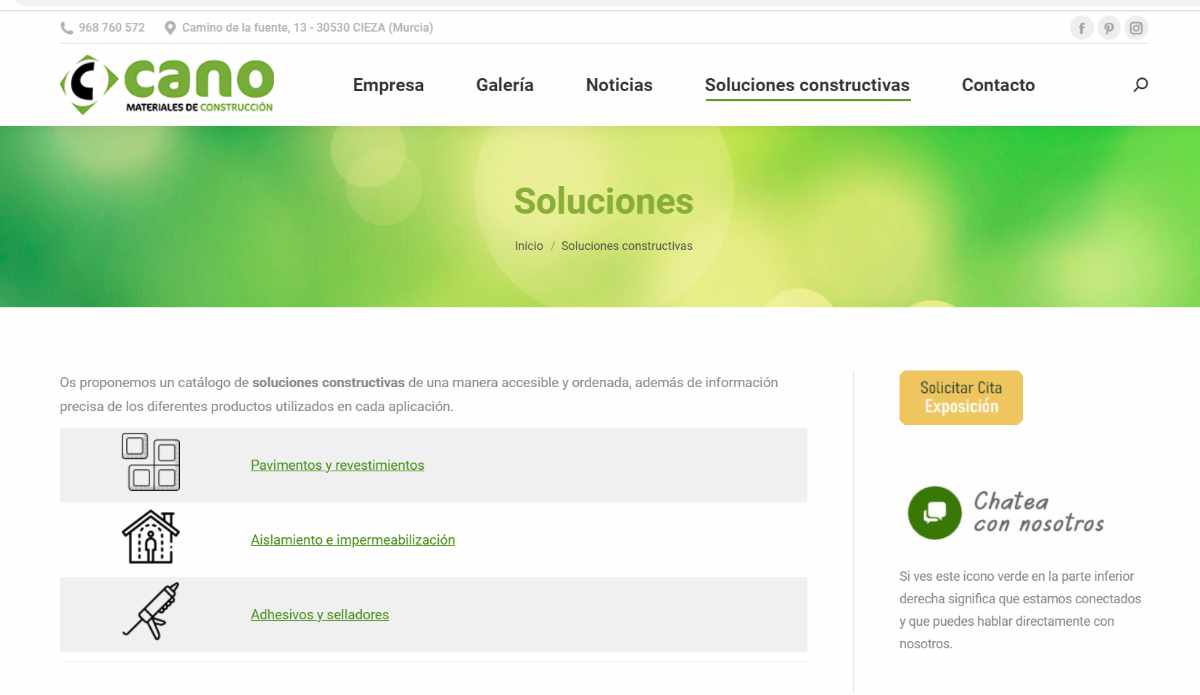 968 760 572 Camino de la fuente, 13 - 30530 CIEZA (Murcia)
cano
MATERIALES DE CONSTRUCCIÓN
Empresa Galería Noticias Soluciones constructivas Contacto
Soluciones
Inicio / Soluciones constructivas
Os proponemos un catálogo de soluciones constructivas de una manera accesible y ordenada, además de información
precisa de los diferentes productos utilizados en cada aplicación.
Pavimentos y revestimientos
Aislamiento e impermeabilización
Adhesivos y selladores
Solicitar Cita
Exposición
Chatea
con nosotros
Si ves este icono verde en la parte inferior
derecha significa que estamos conectados
y que puedes hablar directamente con
nosotros.